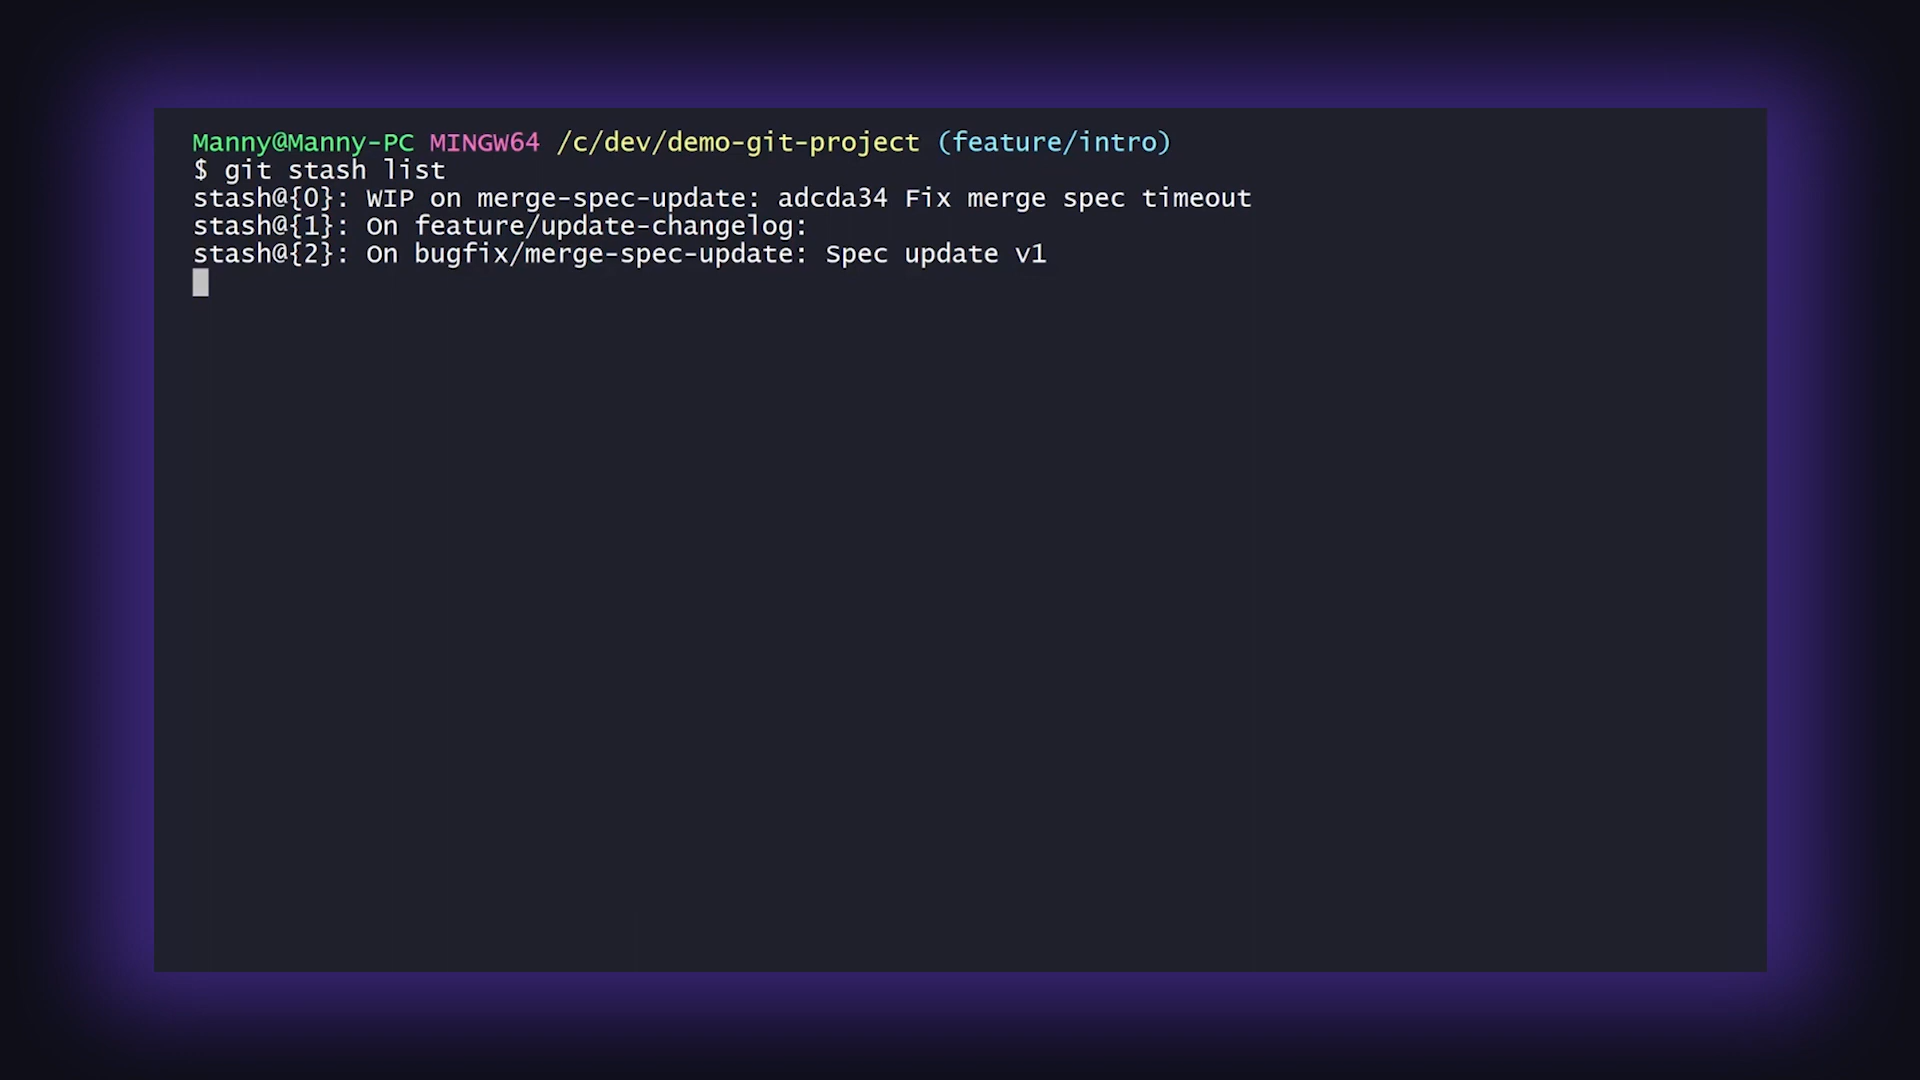 Manny@Manny-PC MINGW64 /c/dev/demo-git-project (feature/intro)
$ git stash list
stash@{0}: WIP on merge-spec-update: adcda34 Fix merge spec timeout
stash@{1}: On feature/update-changelog:
stash@{2}: On bugfix/merge-spec-update: Spec update v1